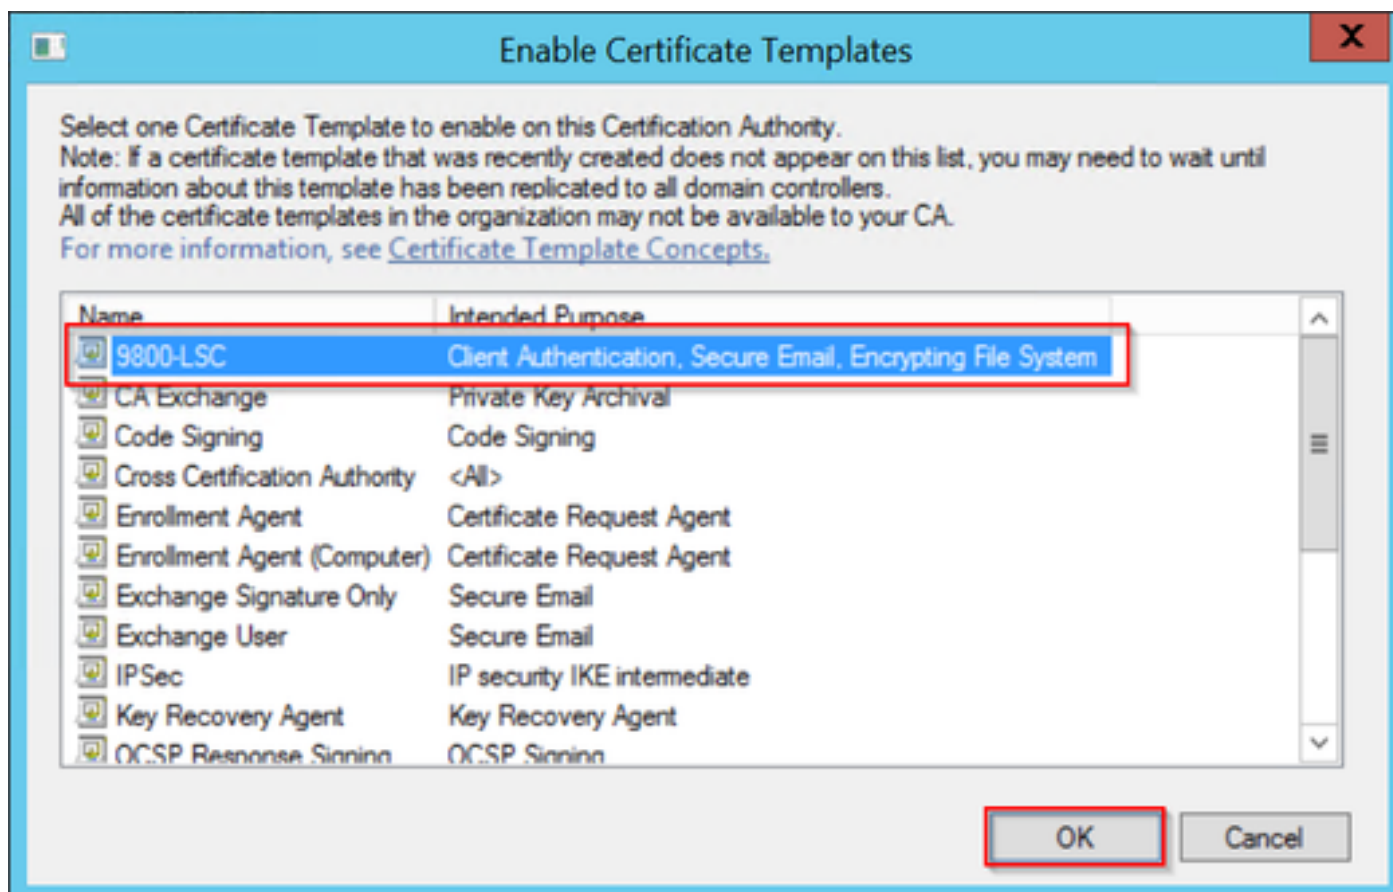 Enable Certificate Templates
X
Select one Certificate Template to enable on this Certification Authority.
Note: If a certificate template that was recently created does not appear on this list, you may need to wait until
information about this template has been replicated to all domain controllers.
All of the certificate templates in the organization may not be available to your CA.
For more information, see Certificate Template Concepts.
Name Intended Purpose
9800-LSC Client Authentication, Secure Email, Encrypting File System
CA Exchange Private Key Archival
Code Signing Code Signing
Cross Certification Authority <All>
Enrollment Agent Certificate Request Agent
Enrollment Agent (Computer) Certificate Request Agent
Exchange Signature Only Secure Email
Exchange User Secure Email
IPSec IP security IKE intermediate
Key Recovery Agent Key Recovery Agent
OCSP Response Signing OCSP Signing
OK Cancel